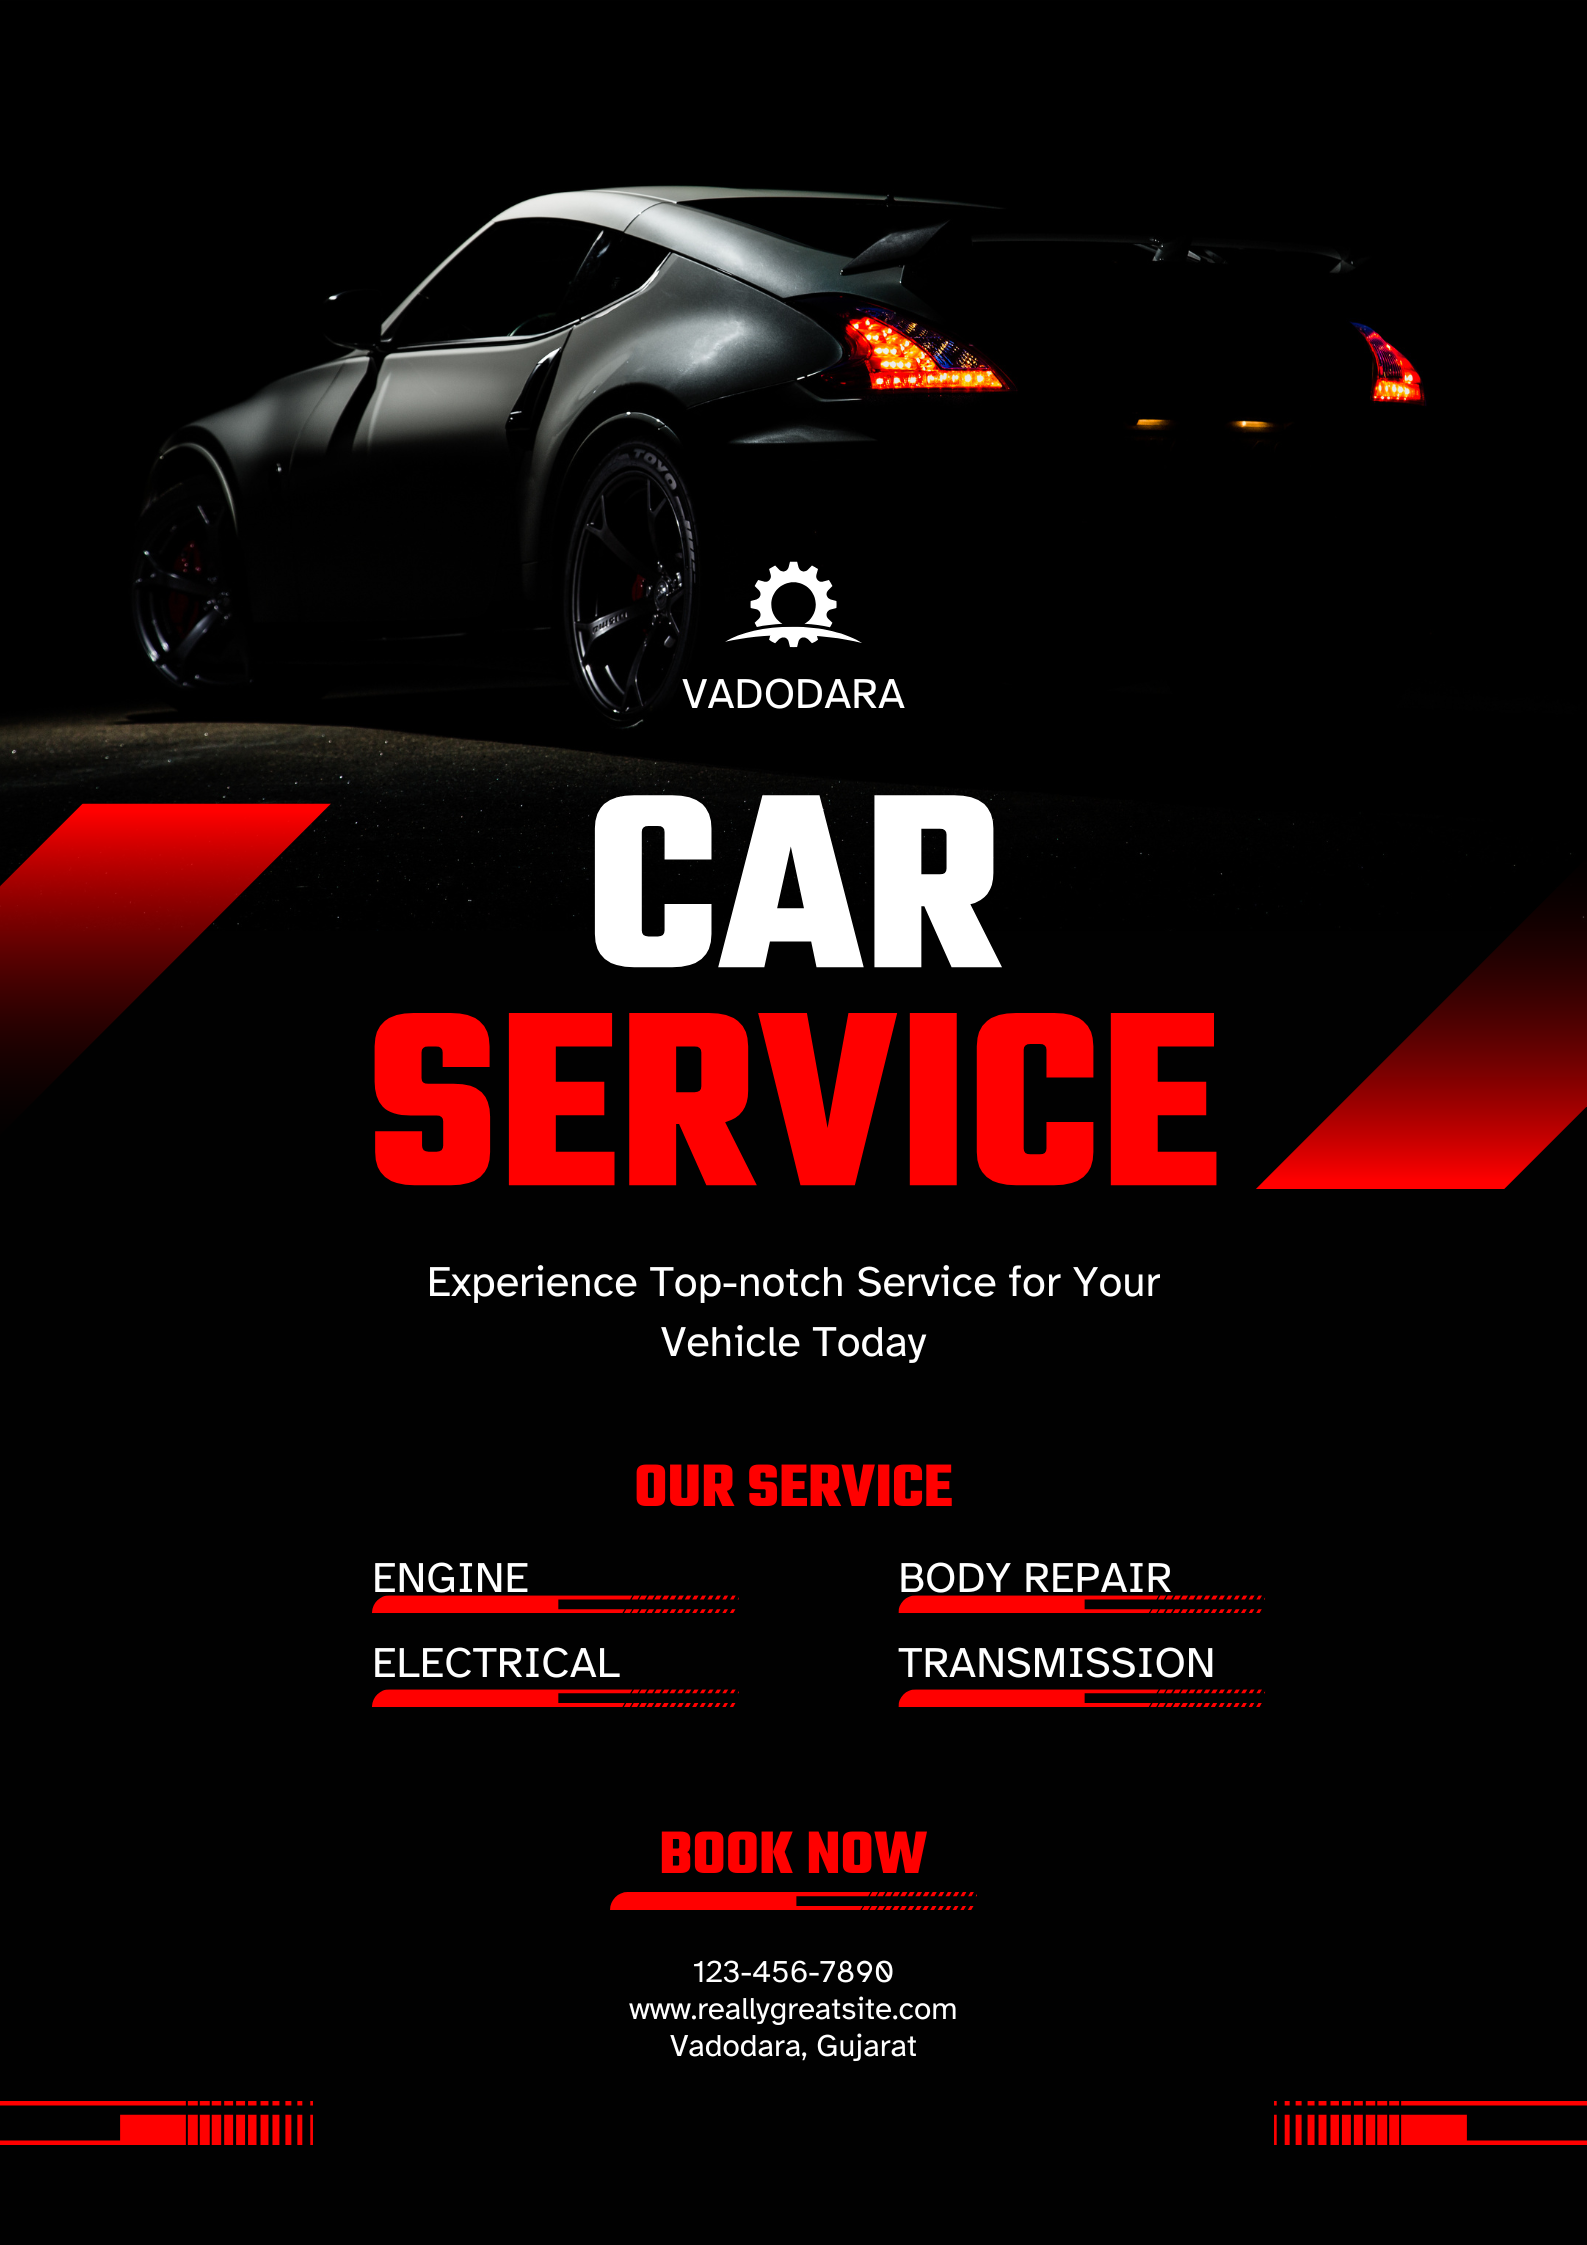 TOYO
VADODARA
CAR
SERVICE
Experience Top-notch Service for Your
Vehicle Today
OUR SERVICE
ENGINE
BODY REPAIR
ELECTRICAL
TRANSMISSION
BOOK NOW
123-456-7890
www.reallygreatsite.com
Vadodara, Gujarat